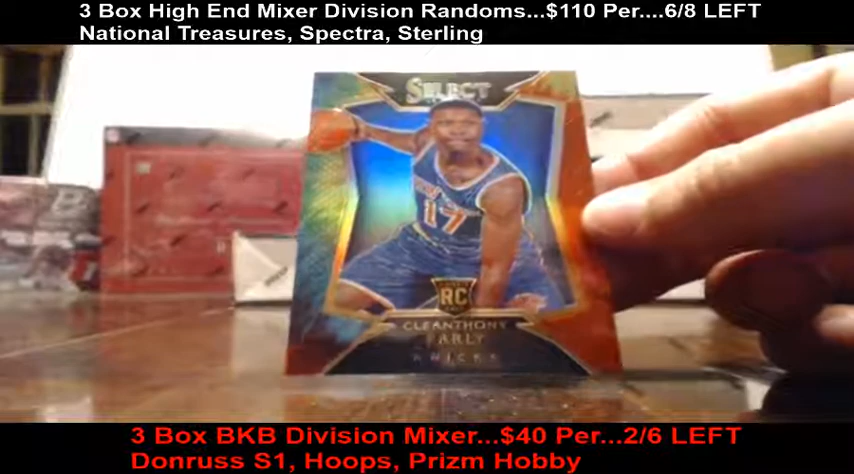 3 Box High End Mixer Division Randoms...$110 Per....6/8 LEFT
National Treasures, Spectra, Sterling
SELECT
17
RC
CLEANTHONY
EARLY
KNICKS
3 Box BKB Division Mixer...$40 Per...2/6 LEFT
Donruss S1, Hoops, Prizm Hobby